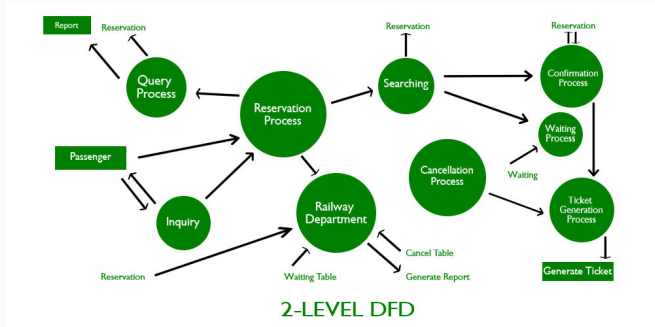 Report
Reservation
Reservation
Reservation
Query
Process
Searching
Confirmation
Process
Reservation
Process
Waiting
Process
Passenger
Cancellation
Process
Waiting
Inquiry
Railway
Department
Ticket
Generation
Process
Cancel Table
Reservation
Waiting Table
Generate Report
Generate Ticket
2-LEVEL DFD